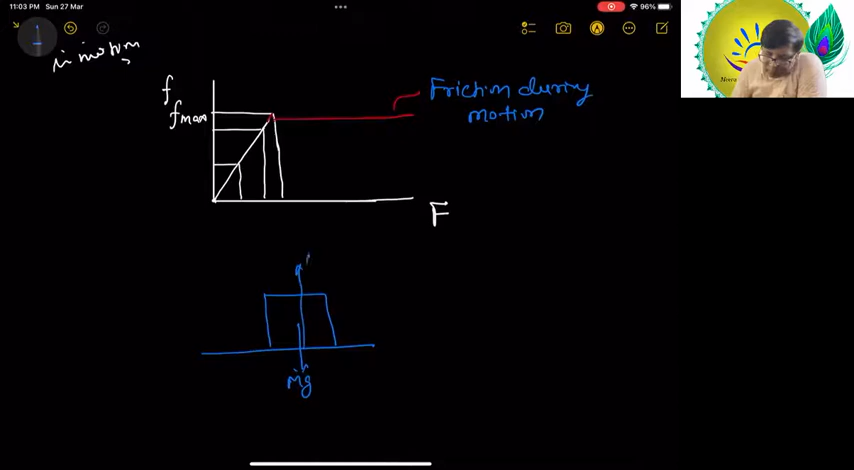 11:03 PM Sun 27 Mar
96%
in motion
f
fmax
Friction during
motion
F
mg